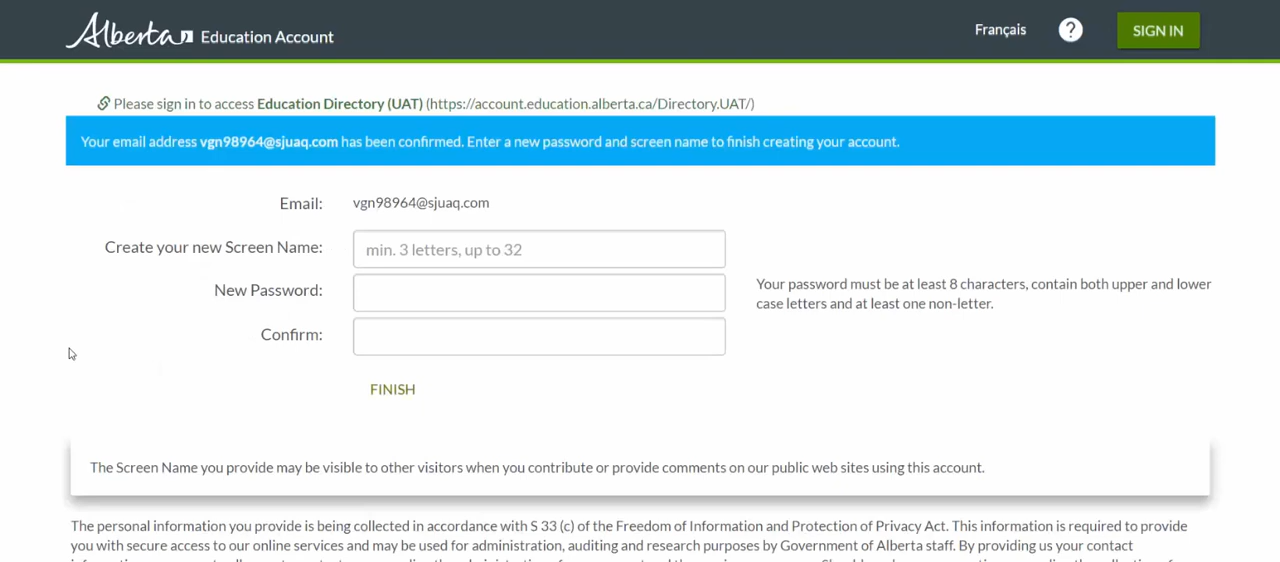 Alberta Education Account
Français
?
SIGN IN
Please sign in to access Education Directory (UAT) (https://account.education.alberta.ca/Directory.UAT/)
Your email address vgn98964@sjuaq.com has been confirmed. Enter a new password and screen name to finish creating your account.
Email: vgn98964@sjuaq.com
Create your new Screen Name: min. 3 letters, up to 32
New Password:
Your password must be at least 8 characters, contain both upper and lower
case letters and at least one non-letter.
Confirm:
FINISH
The Screen Name you provide may be visible to other visitors when you contribute or provide comments on our public web sites using this account.
The personal information you provide is being collected in accordance with S 33 (c) of the Freedom of Information and Protection of Privacy Act. This information is required to provide
you with secure access to our online services and may be used for administration, auditing and research purposes by Government of Alberta staff. By providing us your contact